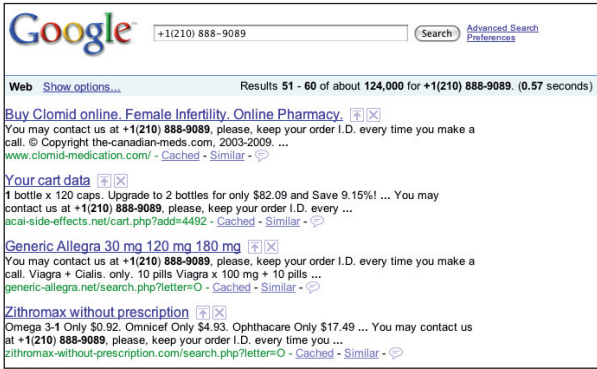 Google™
+1(210) 888-9089
Search
Advanced Search
Preferences
Web Show options... Results 51 - 60 of about 124,000 for +1(210) 888-9089. (0.57 seconds)
Buy Clomid online. Female Infertility. Online Pharmacy.
You may contact us at +1(210) 888-9089, please, keep your order I.D. every time you make a
call. © Copyright the-canadian-meds.com, 2003-2009. ...
www.clomid-medication.com/ - Cached - Similar -
Your cart data
1 bottle x 120 caps. Upgrade to 2 bottles for only $82.09 and Save 9.15%! ... You may
contact us at +1(210) 888-9089, please, keep your order I.D. every ...
acai-side-effects.net/cart.php?add=4492 - Cached - Similar -
Generic Allegra 30 mg 120 mg 180 mg
You may contact us at +1(210) 888-9089, please, keep your order I.D. every time you make a
call. Viagra + Cialis. only. 10 pills Viagra x 100 mg + 10 pills ...
generic-allegra.net/search.php?letter=O - Cached - Similar -
Zithromax without prescription
Omega 3-1 Only $0.92. Omnicef Only $4.93. Ophthacare Only $17.49 ... You may contact us
at +1(210) 888-9089, please, keep your order I.D. every time you ...
zithromax-without-prescription.com/search.php?letter=O - Cached - Similar -